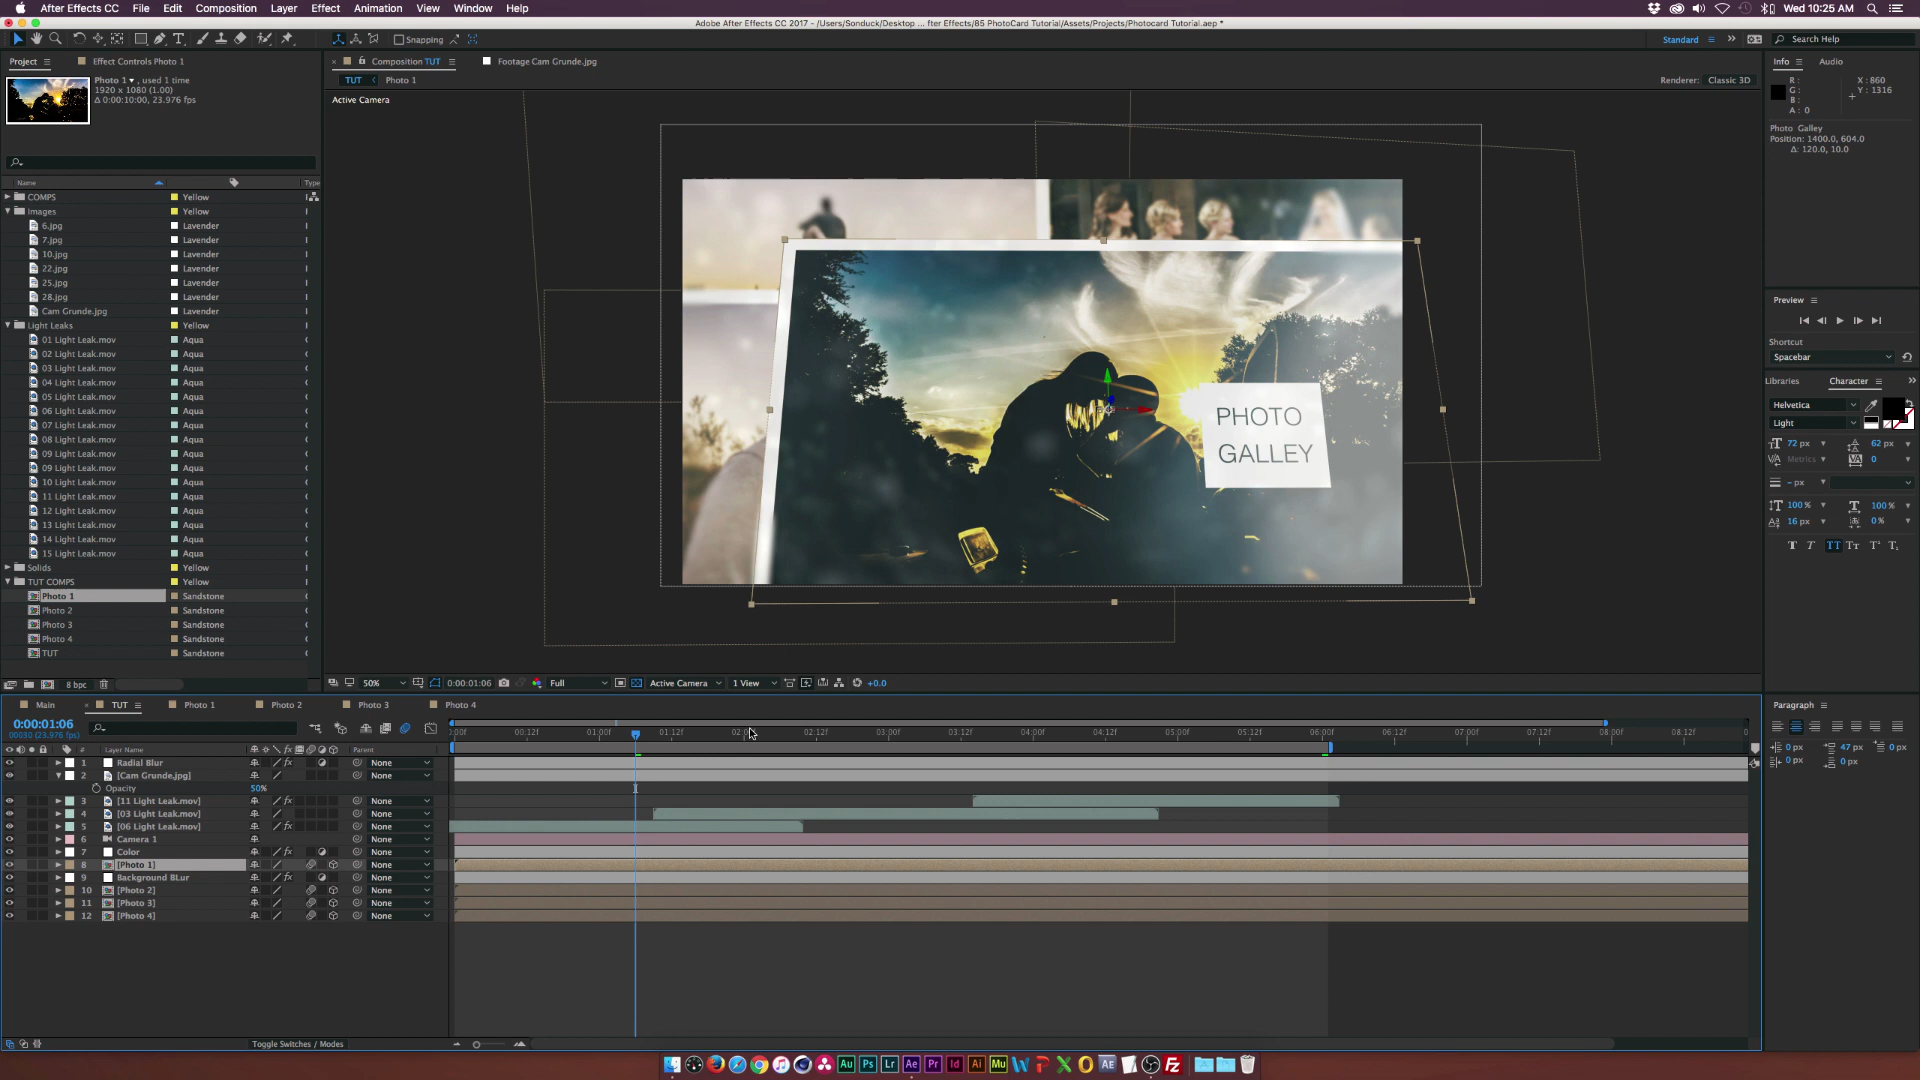 After Effects CC File Edit Composition Layer Effect Animation View Window Help
Wed 10:25 AM
Adobe After Effects CC 2017 - /Users/Sonduck/Desktop ... fter Effects/85 PhotoCard Tutorial/Assets/Projects/Photocard Tutorial.aep *
Snapping
Standard
Search Help
Project
Effect Controls Photo 1
Composition TUT
Footage Cam Grunde.jpg
Info
Audio
Photo 1 , used 1 time
1920 x 1080 (1.00)
Δ 0:00:10:00, 23.976 fps
TUT
Photo 1
Renderer:
Classic 3D
Active Camera
R :
G :
B :
A : 0
X : 860
Y : 1316
Photo Galley
Position: 1400.0, 604.0
Δ: 120.0, 10.0
Name
Type
COMPS Yellow
Images Yellow
6.jpg Lavender
7.jpg Lavender
10.jpg Lavender
22.jpg Lavender
25.jpg Lavender
28.jpg Lavender
Cam Grunde.jpg Lavender
Light Leaks Yellow
01 Light Leak.mov Aqua
02 Light Leak.mov Aqua
03 Light Leak.mov Aqua
04 Light Leak.mov Aqua
05 Light Leak.mov Aqua
06 Light Leak.mov Aqua
07 Light Leak.mov Aqua
08 Light Leak.mov Aqua
09 Light Leak.mov Aqua
09 Light Leak.mov Aqua
10 Light Leak.mov Aqua
11 Light Leak.mov Aqua
12 Light Leak.mov Aqua
13 Light Leak.mov Aqua
14 Light Leak.mov Aqua
15 Light Leak.mov Aqua
Solids Yellow
TUT COMPS Yellow
Photo 1 Sandstone
Photo 2 Sandstone
Photo 3 Sandstone
Photo 4 Sandstone
TUT Sandstone
8 bpc
PHOTO
GALLEY
Preview
Shortcut
Spacebar
Libraries
Character
Helvetica
Light
72 px
62 px
Metrics
0
- px
100 %
100 %
16 px
0 %
50%
0:00:01:06
Full
Active Camera
1 View
+0.0
Main
TUT
Photo 1
Photo 2
Photo 3
Photo 4
0:00:01:06
00030 (23.976 fps)
:00f 00:12f 01:00f 01:12f 02:00f 02:12f 03:00f 03:12f 04:00f 04:12f 05:00f 05:12f 06:00f 06:12f 07:00f 07:12f 08:00f 08:12f
# Layer Name Parent
1 Radial Blur None
2 [Cam Grunde.jpg] None
Opacity 50%
3 [11 Light Leak.mov] None
4 [03 Light Leak.mov] None
5 [06 Light Leak.mov] None
6 Camera 1 None
7 Color None
8 [Photo 1] None
9 Background BLur None
10 [Photo 2] None
11 [Photo 3] None
12 [Photo 4] None
Toggle Switches / Modes
Paragraph
0 px
47 px
0 px
0 px
0 px
Au Ps Lr Ae Pr Id Ai Mu
AE